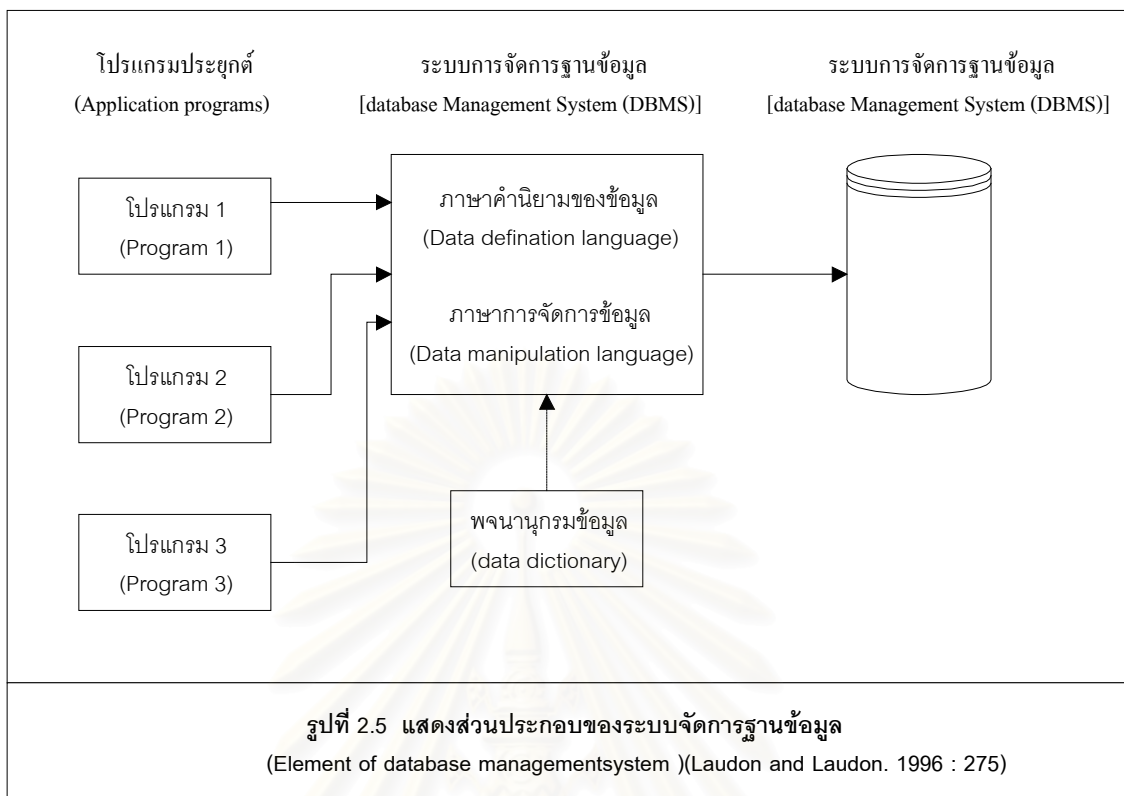 โปรแกรมประยุกต์
(Application programs)
ระบบการจัดการฐานข้อมูล
[database Management System (DBMS)]
ระบบการจัดการฐานข้อมูล
[database Management System (DBMS)]
โปรแกรม 1
(Program 1)
โปรแกรม 2
(Program 2)
โปรแกรม 3
(Program 3)
ภาษาคำนิยามของข้อมูล
(Data defination language)
ภาษาการจัดการข้อมูล
(Data manipulation language)
พจนานุกรมข้อมูล
(data dictionary)
รูปที่ 2.5 แสดงส่วนประกอบของระบบจัดการฐานข้อมูล
(Element of database managementsystem )(Laudon and Laudon. 1996 : 275)